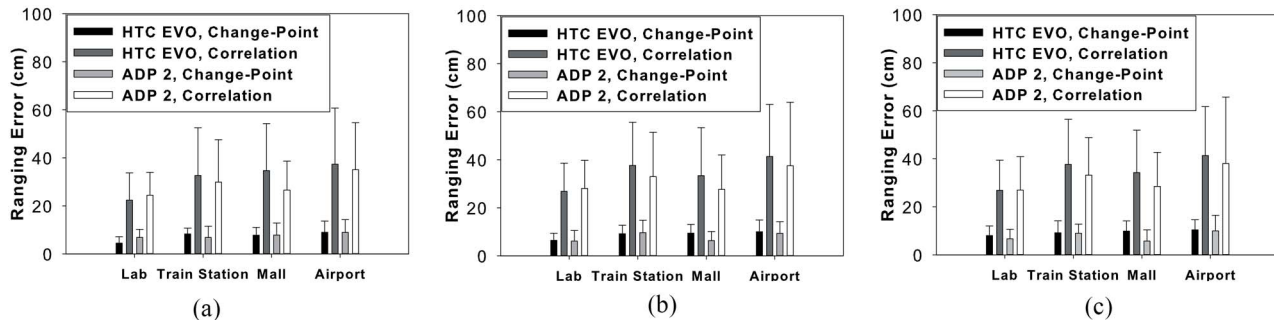 100
80
60
40
20
0
Ranging Error (cm)
HTC EVO, Change-Point
HTC EVO, Correlation
ADP 2, Change-Point
ADP 2, Correlation
Lab Train Station Mall Airport
(a)
100
80
60
40
20
0
Ranging Error (cm)
HTC EVO, Change-Point
HTC EVO, Correlation
ADP 2, Change-Point
ADP 2, Correlation
Lab Train Station Mall Airport
(b)
100
80
60
40
20
0
Ranging Error (cm)
HTC EVO, Change-Point
HTC EVO, Correlation
ADP 2, Change-Point
ADP 2, Correlation
Lab Train Station Mall Airport
(c)